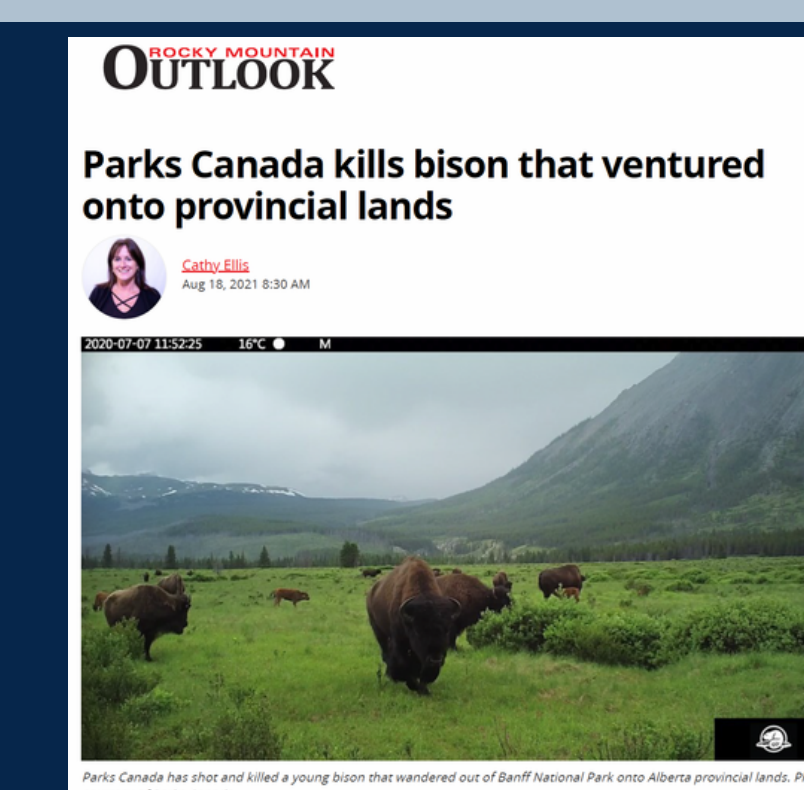 ROCKY MOUNTAIN
OUTLOOK
Parks Canada kills bison that ventured
onto provincial lands
Cathy Ellis
Aug 18, 2021 8:30 AM
2020-07-07 11:52:25 16°C M
Parks Canada has shot and killed a young bison that wandered out of Banff National Park onto Alberta provincial lands.